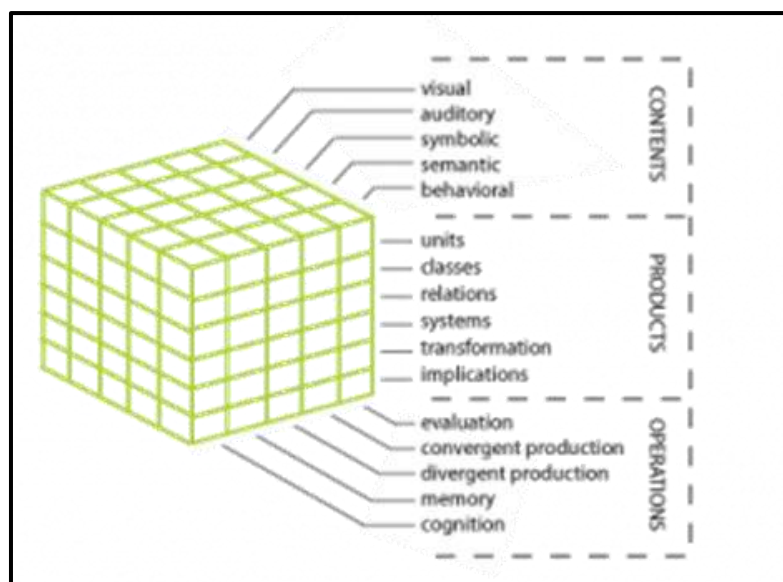 visual
auditory
symbolic
semantic
behavioral
CONTENTS
units
classes
relations
systems
transformation
implications
PRODUCTS
evaluation
convergent production
divergent production
memory
cognition
OPERATIONS